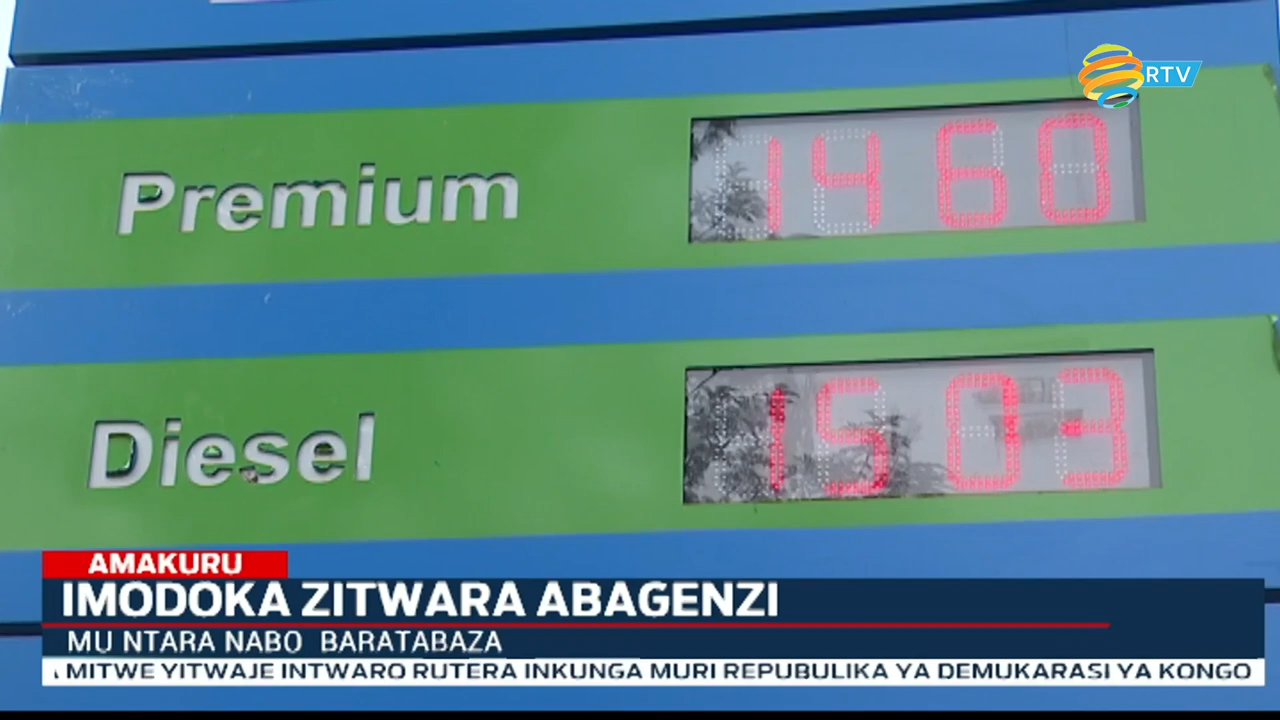 RTV
Premium 1460
Diesel 1503
AMAKURU
IMODOKA ZITWARA ABAGENZI
MU NTARA NABO BARATABAZA
MITWE YITWAJE INTWARO RUTERA INKUNGA MURI REPUBULIKA YA DEMUKARASI YA KONGO